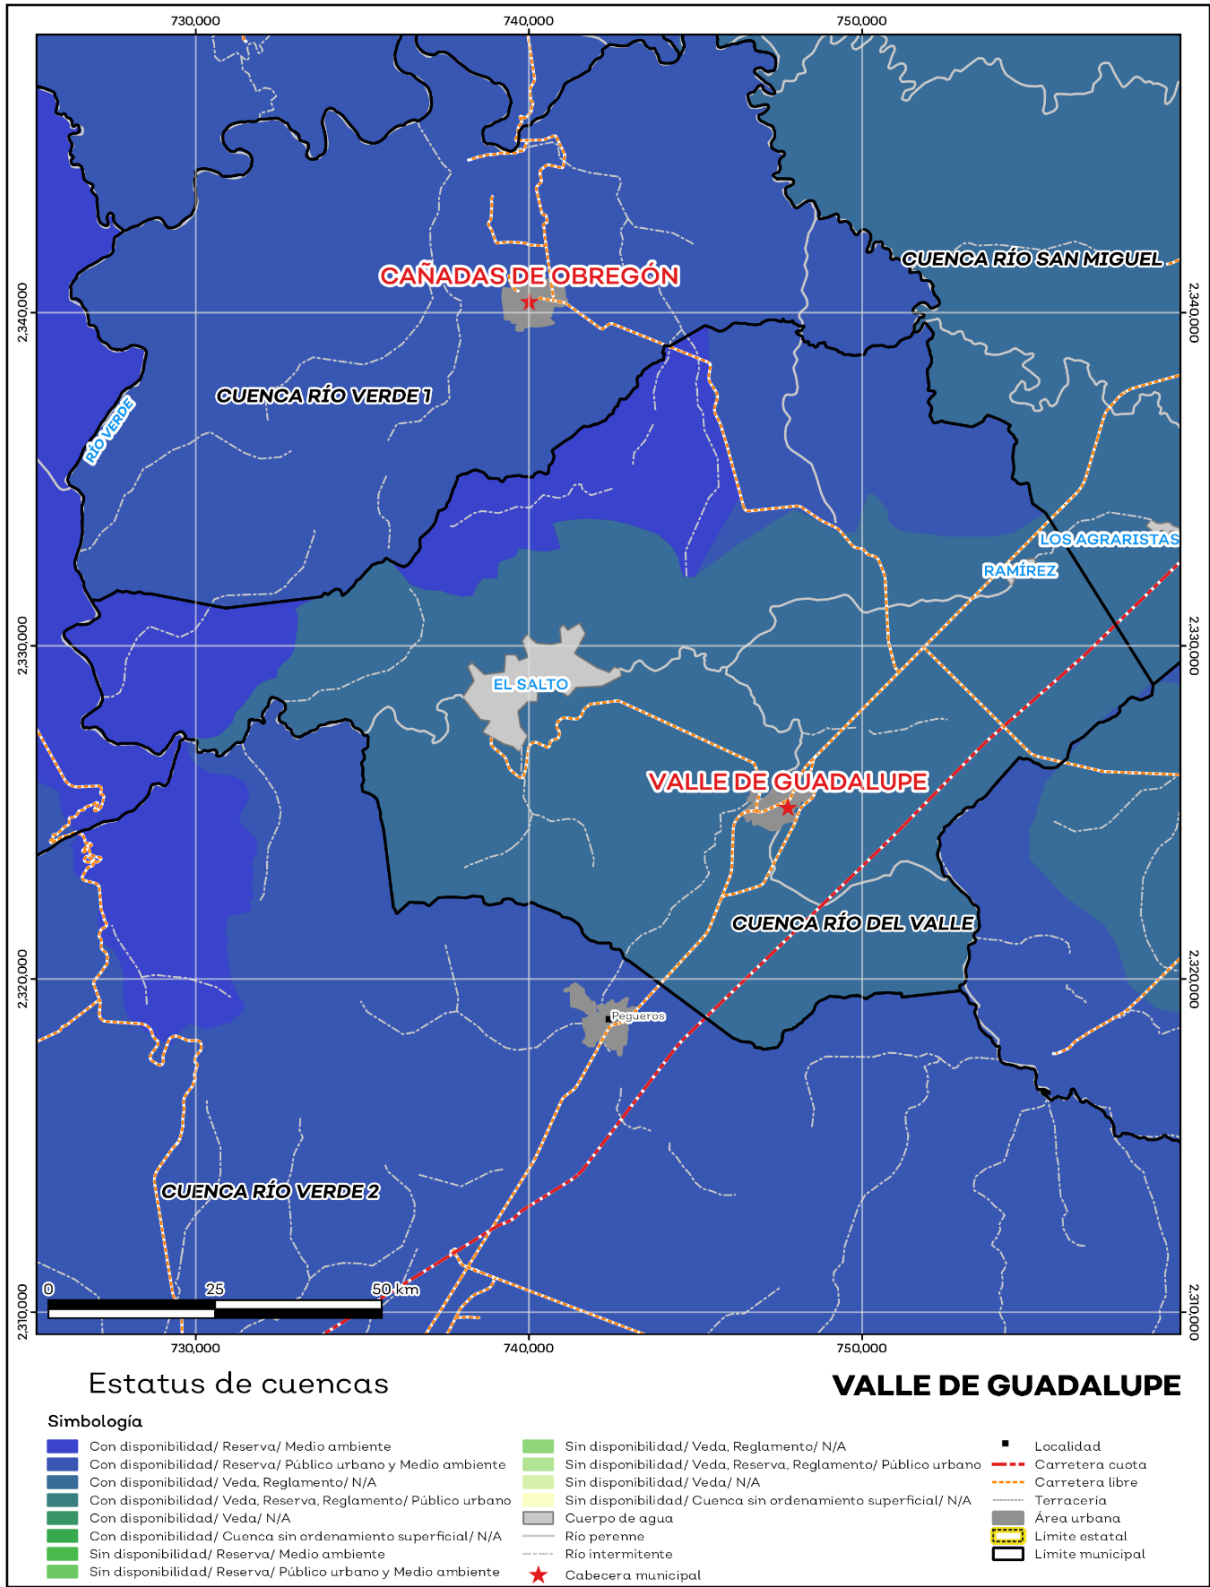 730,000
740,000
750,000
CUENCA RÍO SAN MIGUEL
CAÑADAS DE OBREGÓN
2,340,000
2,340,000
CUENCA RÍO VERDE 1
RÍO VERDE
LOS AGRARISTAS
RAMÍREZ
2,330,000
2,330,000
EL SALTO
VALLE DE GUADALUPE
CUENCA RÍO DEL VALLE
2,320,000
2,320,000
Pegueros
CUENCA RÍO VERDE 2
0
25
50 km
2,310,000
2,310,000
730,000
740,000
750,000
Estatus de cuencas
VALLE DE GUADALUPE
Simbología
Con disponibilidad/ Reserva/ Medio ambiente
Con disponibilidad/ Reserva/ Público urbano y Medio ambiente
Con disponibilidad/ Veda, Reglamento/ N/A
Con disponibilidad/ Veda, Reserva, Reglamento/ Público urbano
Con disponibilidad/ Veda/ N/A
Con disponibilidad/ Cuenca sin ordenamiento superficial/ N/A
Sin disponibilidad/ Reserva/ Medio ambiente
Sin disponibilidad/ Reserva/ Público urbano y Medio ambiente
Sin disponibilidad/ Veda, Reglamento/ N/A
Sin disponibilidad/ Veda, Reserva, Reglamento/ Público urbano
Sin disponibilidad/ Veda/ N/A
Sin disponibilidad/ Cuenca sin ordenamiento superficial/ N/A
Cuerpo de agua
Río peremne
Río intermitente
Cabecera municipal
Localidad
Carretera cuota
Carretera libre
Terracería
Área urbana
Límite estatal
Límite municipal